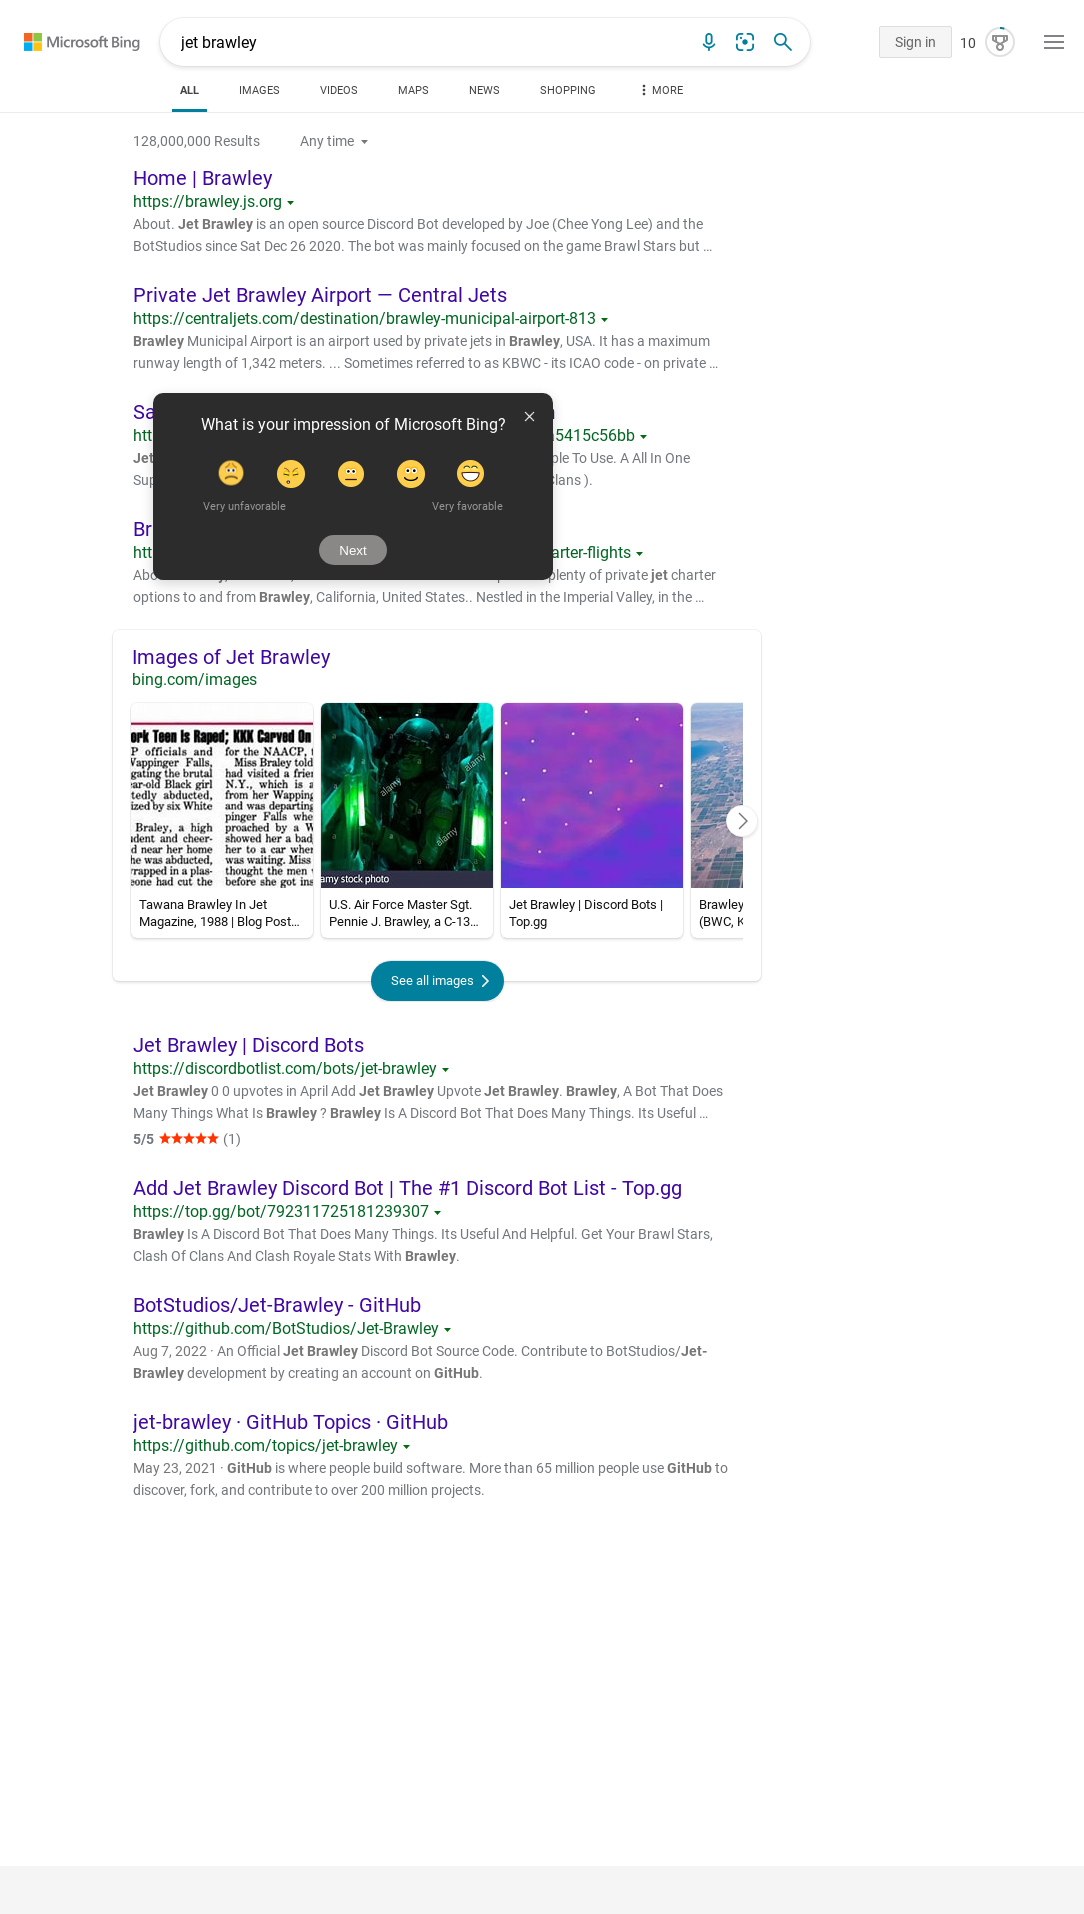 Microsoft Bing
jet brawley
Sign in
10
ALL
IMAGES
VIDEOS
MAPS
NEWS
SHOPPING
MORE
128,000,000 Results
Any time
Home | Brawley
https://brawley.js.org
About. Jet Brawley is an open source Discord Bot developed by Joe (Chee Yong Lee) and the
BotStudios since Sat Dec 26 2020. The bot was mainly focused on the game Brawl Stars but …
Private Jet Brawley Airport — Central Jets
https://centraljets.com/destination/brawley-municipal-airport-813
Brawley Municipal Airport is an airport used by private jets in Brawley, USA. It has a maximum
runway length of 1,342 meters. ... Sometimes referred to as KBWC - its ICAO code - on private …
Sa
htt
5415c56bb
Jet
ole To Use. A All In One
Sup
Clans ).
What is your impression of Microsoft Bing?
Very unfavorable
Very favorable
Next
Br
htt
arter-flights
Abo
plenty of private jet charter
options to and from Brawley, California, United States.. Nestled in the Imperial Valley, in the …
Images of Jet Brawley
bing.com/images
ork Teen Is Raped; KKK Carved On
P officials and
Wappinger Falls,
gating the brutal
ear-old Black girl
tedly abducted,
ized by six White
Braley, a high
udent and cheer-
ed near her home
he was abducted,
wrapped in a plas-
eone had cut the
for the NAACP, t
Miss Braley told
had visited a frie
N.Y., which is a
from her Wapping
and was departing
pinger Falls whe
proached by a W
showed her a bad
her to a car wher
was waiting. Miss
thought the men
before she got ins
alamy
alamy
alamy
amy stock photo
Tawana Brawley In Jet
Magazine, 1988 | Blog Post…
U.S. Air Force Master Sgt.
Pennie J. Brawley, a C-13…
Jet Brawley | Discord Bots |
Top.gg
Brawley
(BWC, K
See all images
Jet Brawley | Discord Bots
https://discordbotlist.com/bots/jet-brawley
Jet Brawley 0 0 upvotes in April Add Jet Brawley Upvote Jet Brawley. Brawley, A Bot That Does
Many Things What Is Brawley ? Brawley Is A Discord Bot That Does Many Things. Its Useful …
5/5 ★★★★★ (1)
Add Jet Brawley Discord Bot | The #1 Discord Bot List - Top.gg
https://top.gg/bot/792311725181239307
Brawley Is A Discord Bot That Does Many Things. Its Useful And Helpful. Get Your Brawl Stars,
Clash Of Clans And Clash Royale Stats With Brawley.
BotStudios/Jet-Brawley - GitHub
https://github.com/BotStudios/Jet-Brawley
Aug 7, 2022 · An Official Jet Brawley Discord Bot Source Code. Contribute to BotStudios/Jet-
Brawley development by creating an account on GitHub.
jet-brawley · GitHub Topics · GitHub
https://github.com/topics/jet-brawley
May 23, 2021 · GitHub is where people build software. More than 65 million people use GitHub to
discover, fork, and contribute to over 200 million projects.